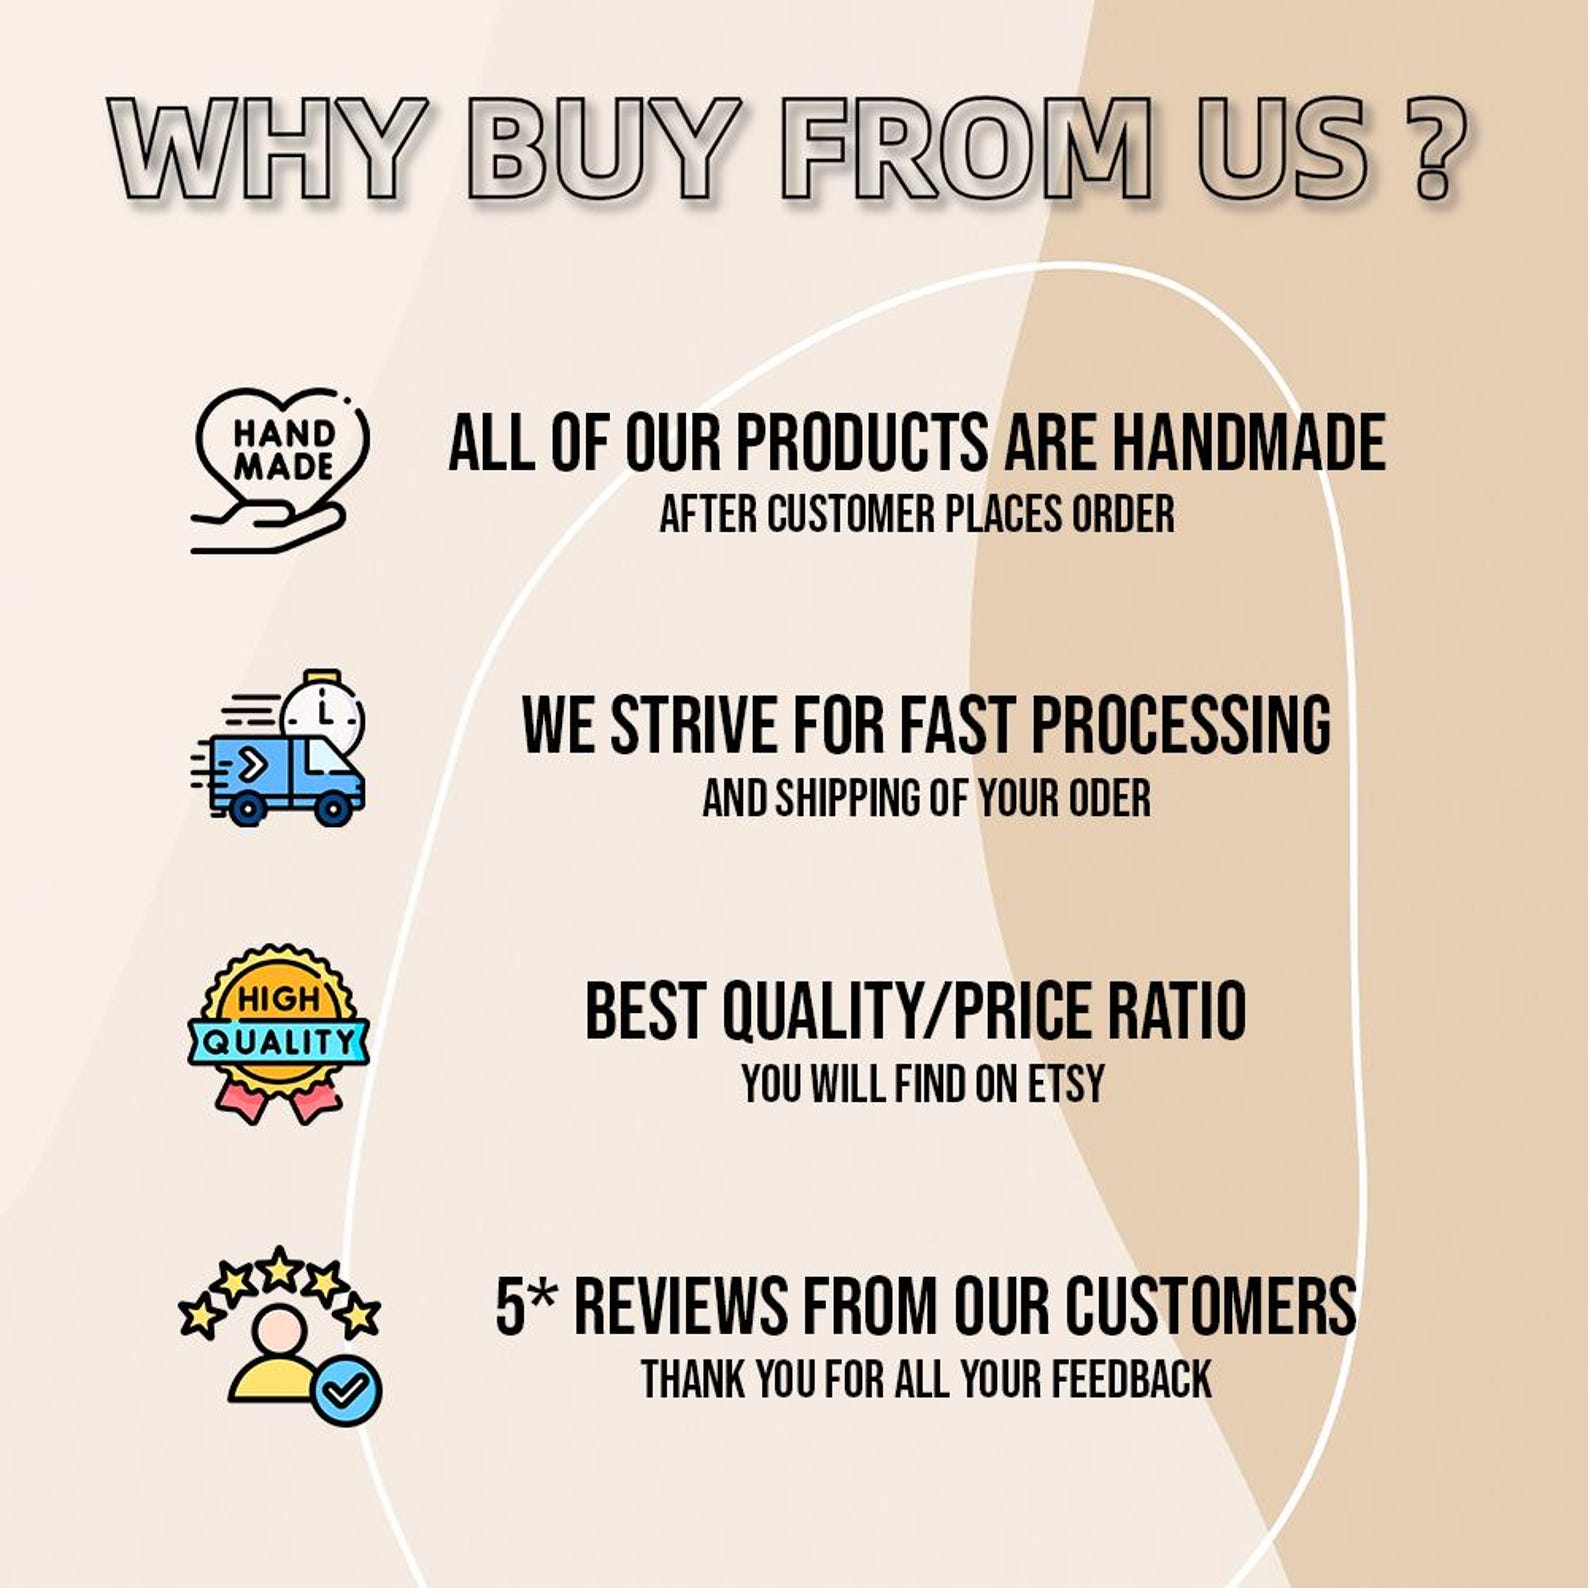 WHY BUY FROM US ?
HAND
MADE
ALL OF OUR PRODUCTS ARE HANDMADE
AFTER CUSTOMER PLACES ORDER
WE STRIVE FOR FAST PROCESSING
AND SHIPPING OF YOUR ODER
HIGH
QUALITY
BEST QUALITY/PRICE RATIO
YOU WILL FIND ON ETSY
5* REVIEWS FROM OUR CUSTOMERS
THANK YOU FOR ALL YOUR FEEDBACK